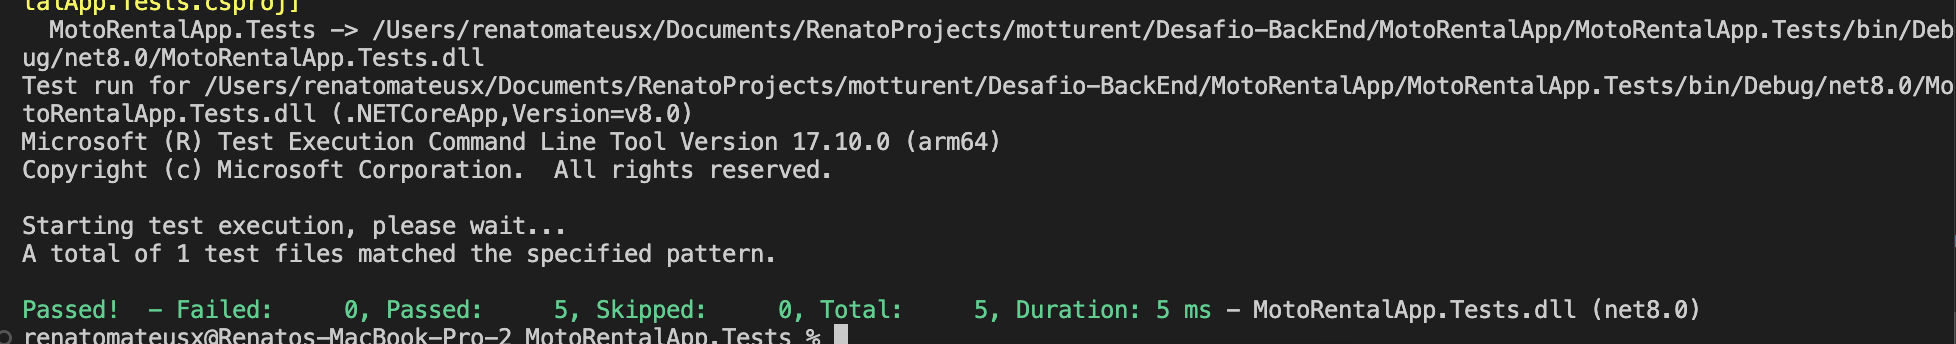 talApp.Tests.csproj]
  MotoRentalApp.Tests -> /Users/renatomateusx/Documents/RenatoProjects/motturent/Desafio-BackEnd/MotoRentalApp/MotoRentalApp.Tests/bin/Deb
ug/net8.0/MotoRentalApp.Tests.dll
Test run for /Users/renatomateusx/Documents/RenatoProjects/motturent/Desafio-BackEnd/MotoRentalApp/MotoRentalApp.Tests/bin/Debug/net8.0/Mo
toRentalApp.Tests.dll (.NETCoreApp,Version=v8.0)
Microsoft (R) Test Execution Command Line Tool Version 17.10.0 (arm64)
Copyright (c) Microsoft Corporation.  All rights reserved.

Starting test execution, please wait...
A total of 1 test files matched the specified pattern.

Passed!  - Failed:     0, Passed:     5, Skipped:     0, Total:     5, Duration: 5 ms - MotoRentalApp.Tests.dll (net8.0)
renatomateusx@Renatos-MacBook-Pro-2 MotoRentalApp.Tests %